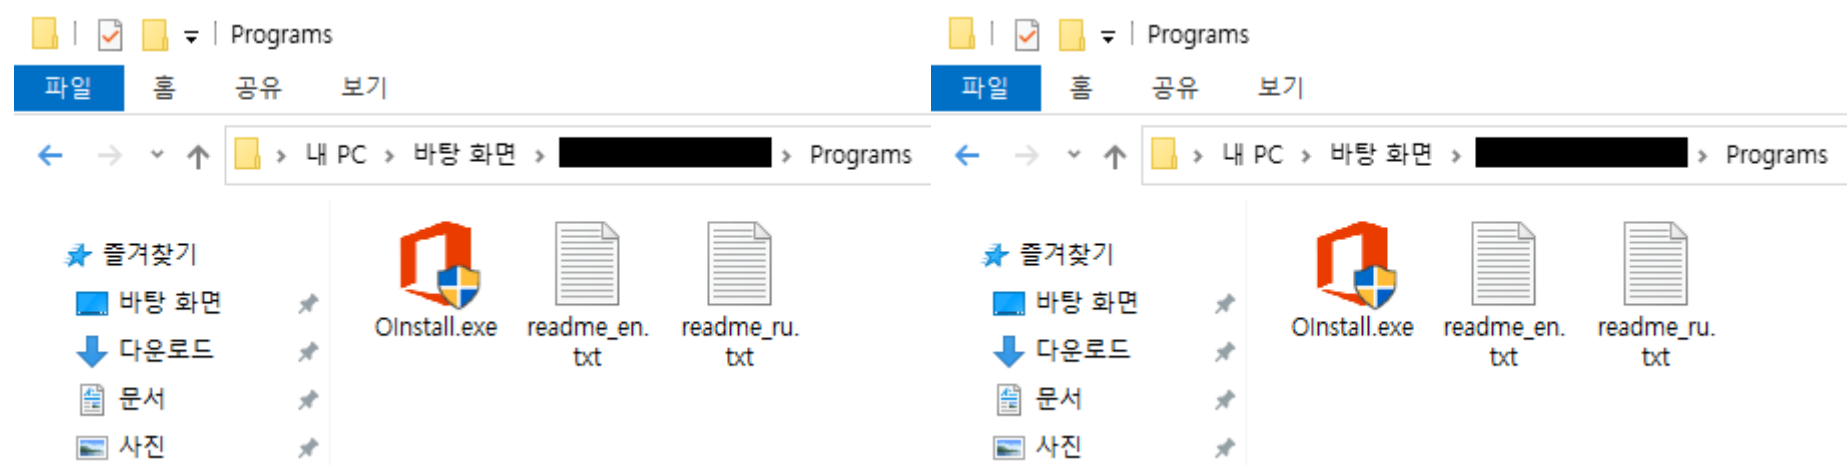 Programs
파일 홈 공유 보기
내 PC 바탕 화면 Programs
즐겨찾기
바탕 화면
다운로드
문서
사진
OInstall.exe
readme_en.
txt
readme_ru.
txt
Programs
파일 홈 공유 보기
내 PC 바탕 화면 Programs
즐겨찾기
바탕 화면
다운로드
문서
사진
OInstall.exe
readme_en.
txt
readme_ru.
txt